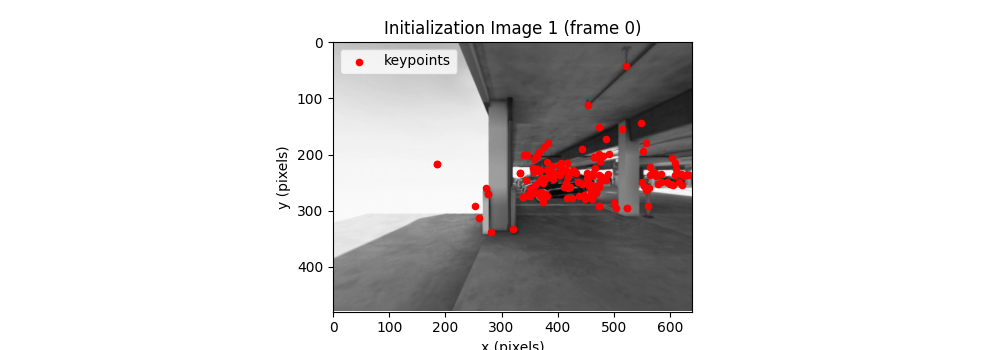 Initialization Image 1 (frame 0)
keypoints
0
100
200
300
400
y (pixels)
0 100 200 300 400 500 600
x (pixels)